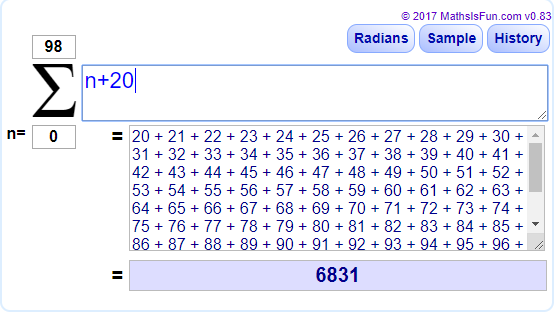 © 2017 MathsIsFun.com v0.83
Radians Sample History
98
∑ n+20
n= 0
= 20 + 21 + 22 + 23 + 24 + 25 + 26 + 27 + 28 + 29 + 30 +
31 + 32 + 33 + 34 + 35 + 36 + 37 + 38 + 39 + 40 + 41 +
42 + 43 + 44 + 45 + 46 + 47 + 48 + 49 + 50 + 51 + 52 +
53 + 54 + 55 + 56 + 57 + 58 + 59 + 60 + 61 + 62 + 63 +
64 + 65 + 66 + 67 + 68 + 69 + 70 + 71 + 72 + 73 + 74 +
75 + 76 + 77 + 78 + 79 + 80 + 81 + 82 + 83 + 84 + 85 +
86 + 87 + 88 + 89 + 90 + 91 + 92 + 93 + 94 + 95 + 96 +
= 6831